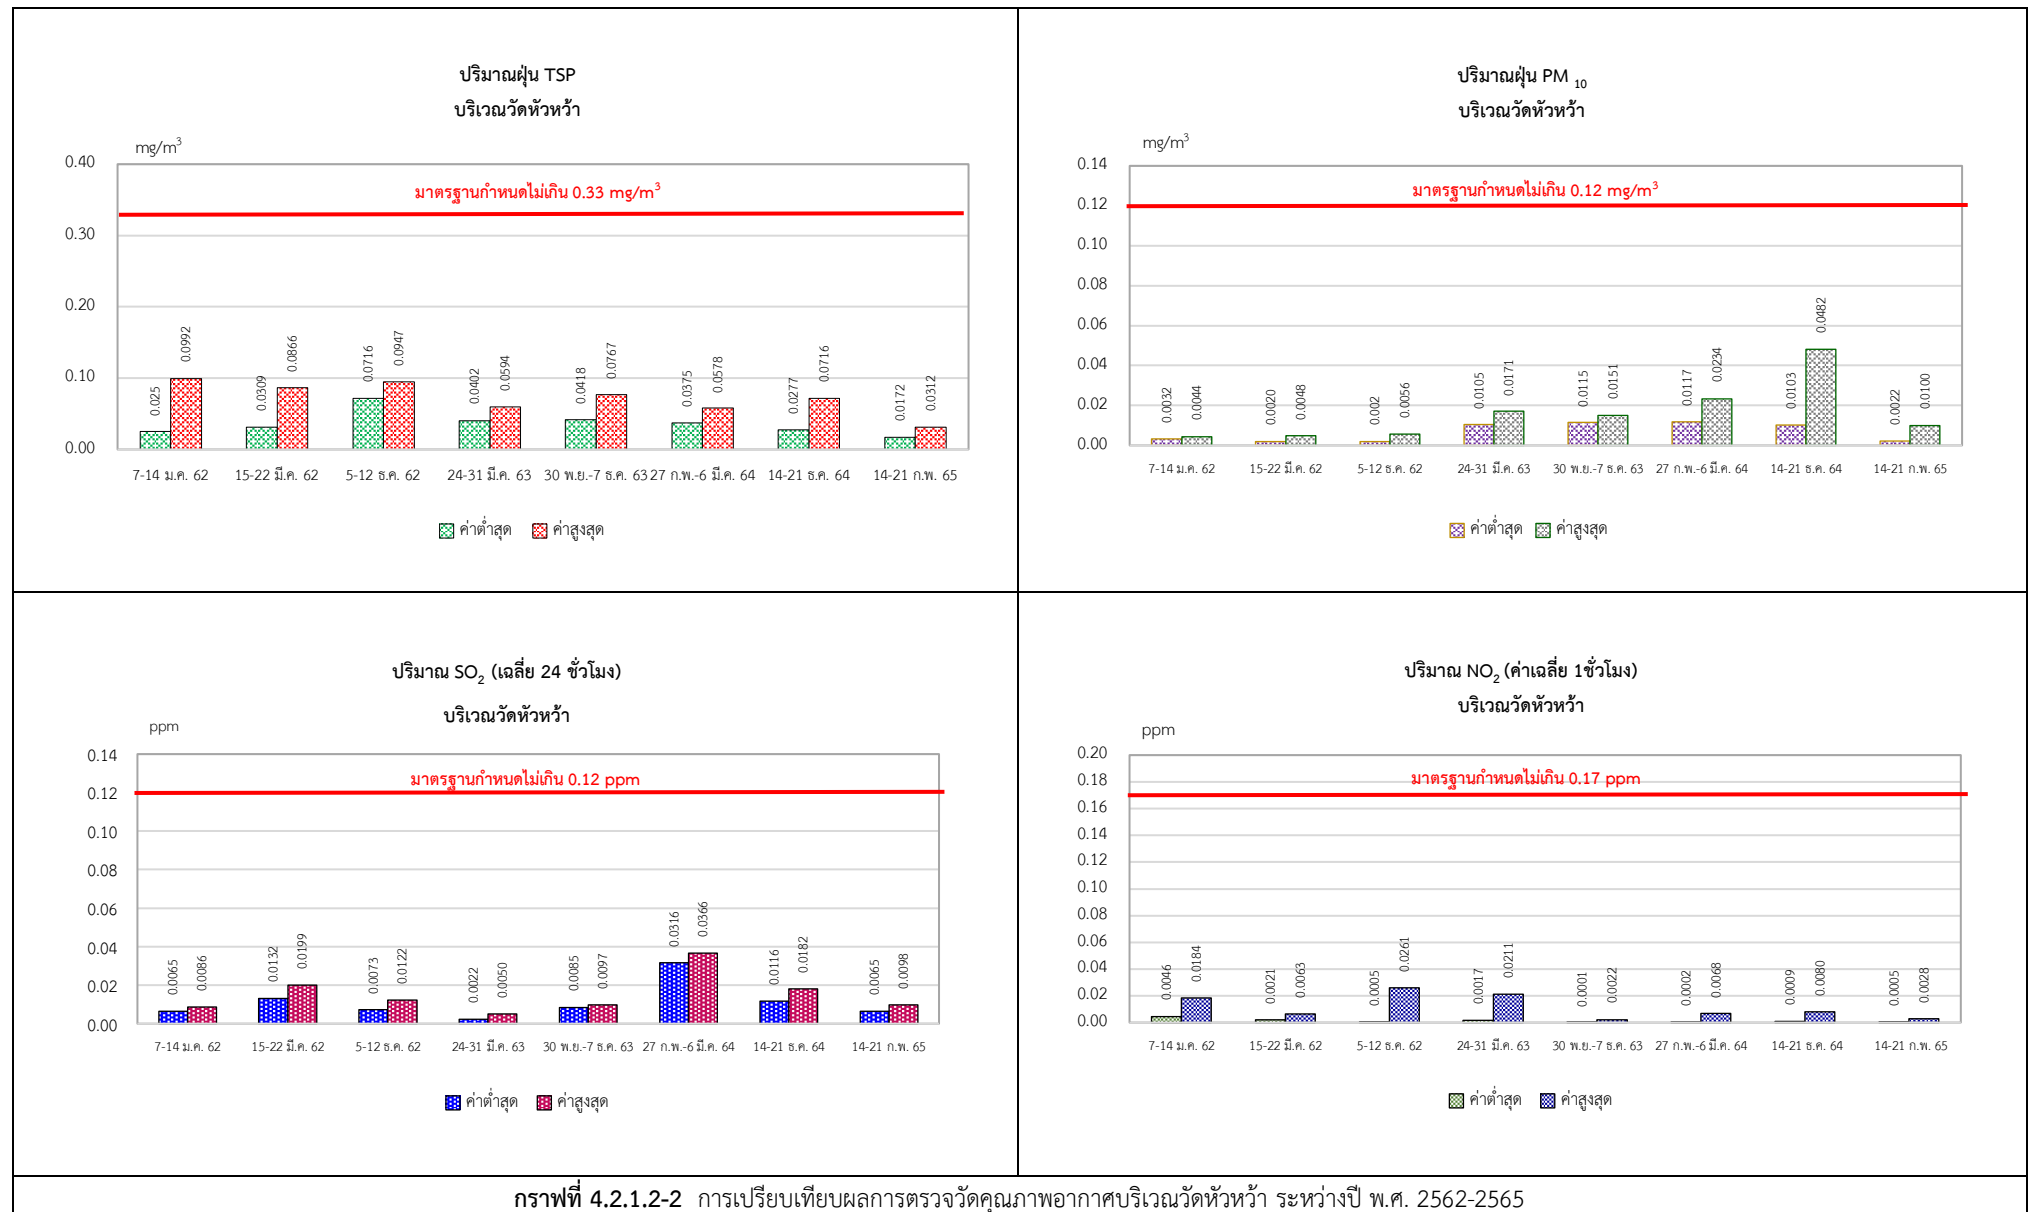 ปริมาณฝุ่น TSP
บริเวณวัดหัวหว้า
mg/m³
0.40
0.30
0.20
0.10
0.00
มาตรฐานกำหนดไม่เกิน 0.33 mg/m³
0.025 0.0992 0.0309 0.0866 0.0716 0.0947 0.0402 0.0594 0.0418 0.0767 0.0375 0.0578 0.0277 0.0716 0.0172 0.0312
7-14 ม.ค. 62 15-22 มี.ค. 62 5-12 ธ.ค. 62 24-31 มี.ค. 63 30 พ.ย.-7 ธ.ค. 63 27 ก.พ.-6 มี.ค. 64 14-21 ธ.ค. 64 14-21 ก.พ. 65
ค่าต่ำสุด ค่าสูงสุด
ปริมาณฝุ่น PM ₁₀
บริเวณวัดหัวหว้า
mg/m³
0.14
0.12
0.10
0.08
0.06
0.04
0.02
0.00
มาตรฐานกำหนดไม่เกิน 0.12 mg/m³
0.0032 0.0044 0.0020 0.0048 0.002 0.0056 0.0105 0.0171 0.0115 0.0151 0.0117 0.0234 0.0103 0.0482 0.0022 0.0100
7-14 ม.ค. 62 15-22 มี.ค. 62 5-12 ธ.ค. 62 24-31 มี.ค. 63 30 พ.ย.-7 ธ.ค. 63 27 ก.พ.-6 มี.ค. 64 14-21 ธ.ค. 64 14-21 ก.พ. 65
ค่าต่ำสุด ค่าสูงสุด
ปริมาณ SO₂ (เฉลี่ย 24 ชั่วโมง)
บริเวณวัดหัวหว้า
ppm
0.14
0.12
0.10
0.08
0.06
0.04
0.02
0.00
มาตรฐานกำหนดไม่เกิน 0.12 ppm
0.0065 0.0086 0.0132 0.0199 0.0073 0.0122 0.0022 0.0050 0.0085 0.0097 0.0316 0.0366 0.0116 0.0182 0.0065 0.0098
7-14 ม.ค. 62 15-22 มี.ค. 62 5-12 ธ.ค. 62 24-31 มี.ค. 63 30 พ.ย.-7 ธ.ค. 63 27 ก.พ.-6 มี.ค. 64 14-21 ธ.ค. 64 14-21 ก.พ. 65
ค่าต่ำสุด ค่าสูงสุด
ปริมาณ NO₂ (ค่าเฉลี่ย 1ชั่วโมง)
บริเวณวัดหัวหว้า
ppm
0.20
0.18
0.16
0.14
0.12
0.10
0.08
0.06
0.04
0.02
0.00
มาตรฐานกำหนดไม่เกิน 0.17 ppm
0.0046 0.0184 0.0021 0.0063 0.0005 0.0261 0.0017 0.0211 0.0001 0.0022 0.0002 0.0068 0.0009 0.0080 0.0005 0.0028
7-14 ม.ค. 62 15-22 มี.ค. 62 5-12 ธ.ค. 62 24-31 มี.ค. 63 30 พ.ย.-7 ธ.ค. 63 27 ก.พ.-6 มี.ค. 64 14-21 ธ.ค. 64 14-21 ก.พ. 65
ค่าต่ำสุด ค่าสูงสุด
กราฟที่ 4.2.1.2-2 การเปรียบเทียบผลการตรวจวัดคุณภาพอากาศบริเวณวัดหัวหว้า ระหว่างปี พ.ศ. 2562-2565